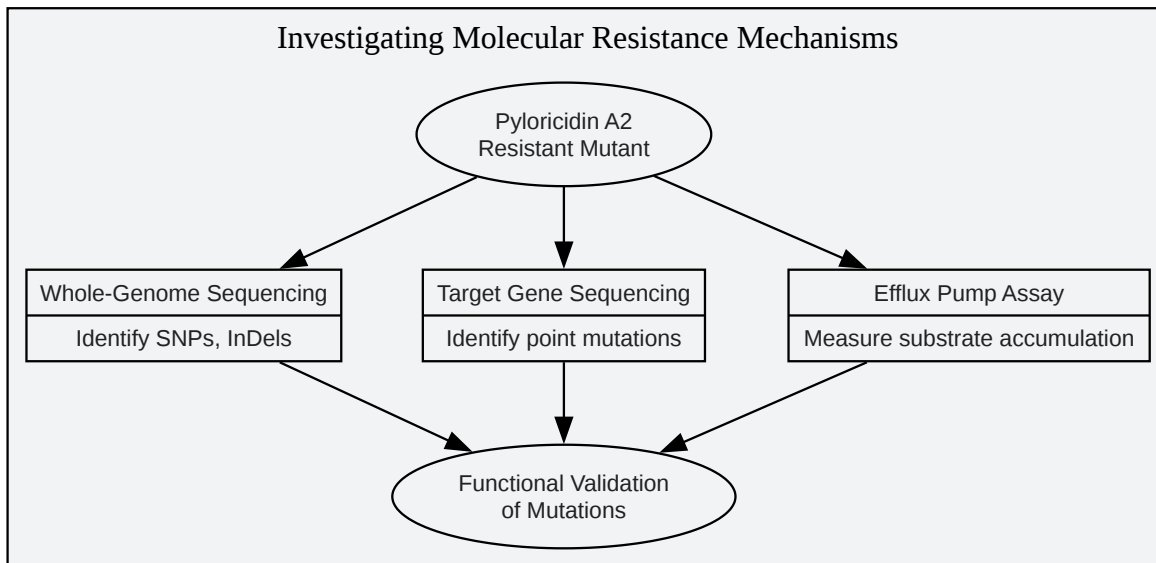 Investigating Molecular Resistance Mechanisms
Pyloricidin A2
Resistant Mutant
Whole-Genome Sequencing
Identify SNPs, InDels
Target Gene Sequencing
Identify point mutations
Efflux Pump Assay
Measure substrate accumulation
Functional Validation
of Mutations